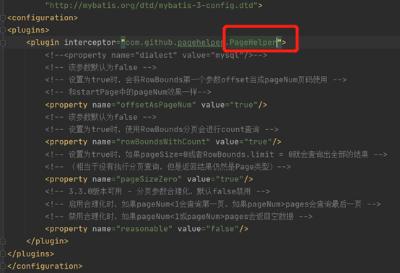 "http://mybatis.org/dtd/mybatis-3-config.dtd">
<configuration>
<plugins>
<plugin interceptor="com.github.pagehelper.PageHelper">
<!--<property name="dialect" value="mysql"/>-->
<!-- 该参数默认为false -->
<!-- 设置为true时，会将RowBounds第一个参数offset当成pageNum页码使用 -->
<!-- 和startPage中的pageNum效果一样-->
<property name="offsetAsPageNum" value="true"/>
<!-- 该参数默认为false -->
<!-- 设置为true时，使用RowBounds分页会进行count查询 -->
<property name="rowBoundsWithCount" value="true"/>
<!-- 设置为true时，如果pageSize=0或者RowBounds.limit = 0就会查询出全部的结果 -->
<!-- （相当于没有执行分页查询，但是返回结果仍然是Page类型）-->
<property name="pageSizeZero" value="true"/>
<!-- 3.3.0版本可用 - 分页参数合理化，默认false禁用 -->
<!-- 启用合理化时，如果pageNum<1会查询第一页，如果pageNum>pages会查询最后一页 -->
<!-- 禁用合理化时，如果pageNum<1或pageNum>pages会返回空数据 -->
<property name="reasonable" value="false"/>
</plugin>
</plugins>
</configuration>